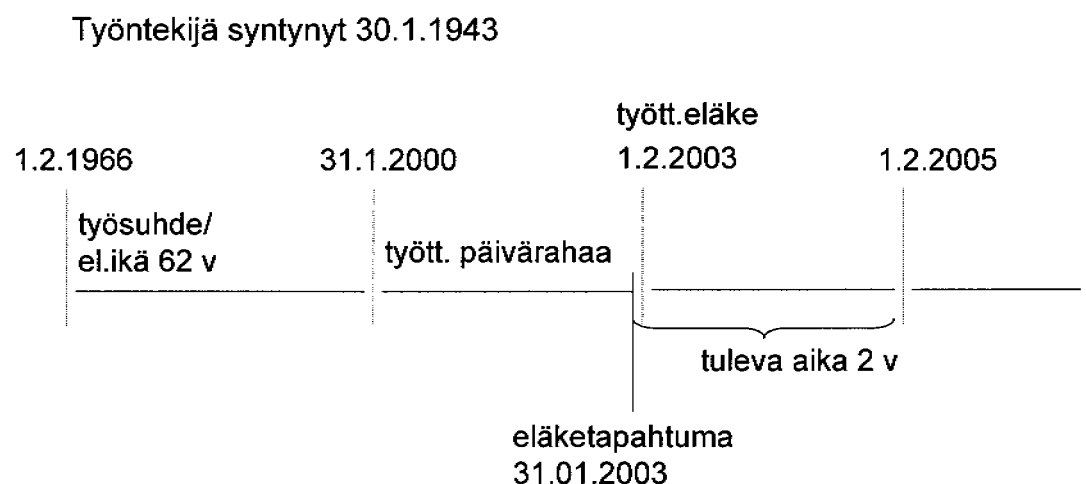 Työntekijä syntynyt 30.1.1943
tyött.eläke
1.2.1966
31.1.2000
1.2.2003
1.2.2005
työsuhde/
el.ikä 62 v
tyött. päivärahaa
tuleva aika 2 v
eläketapahtuma
31.01.2003